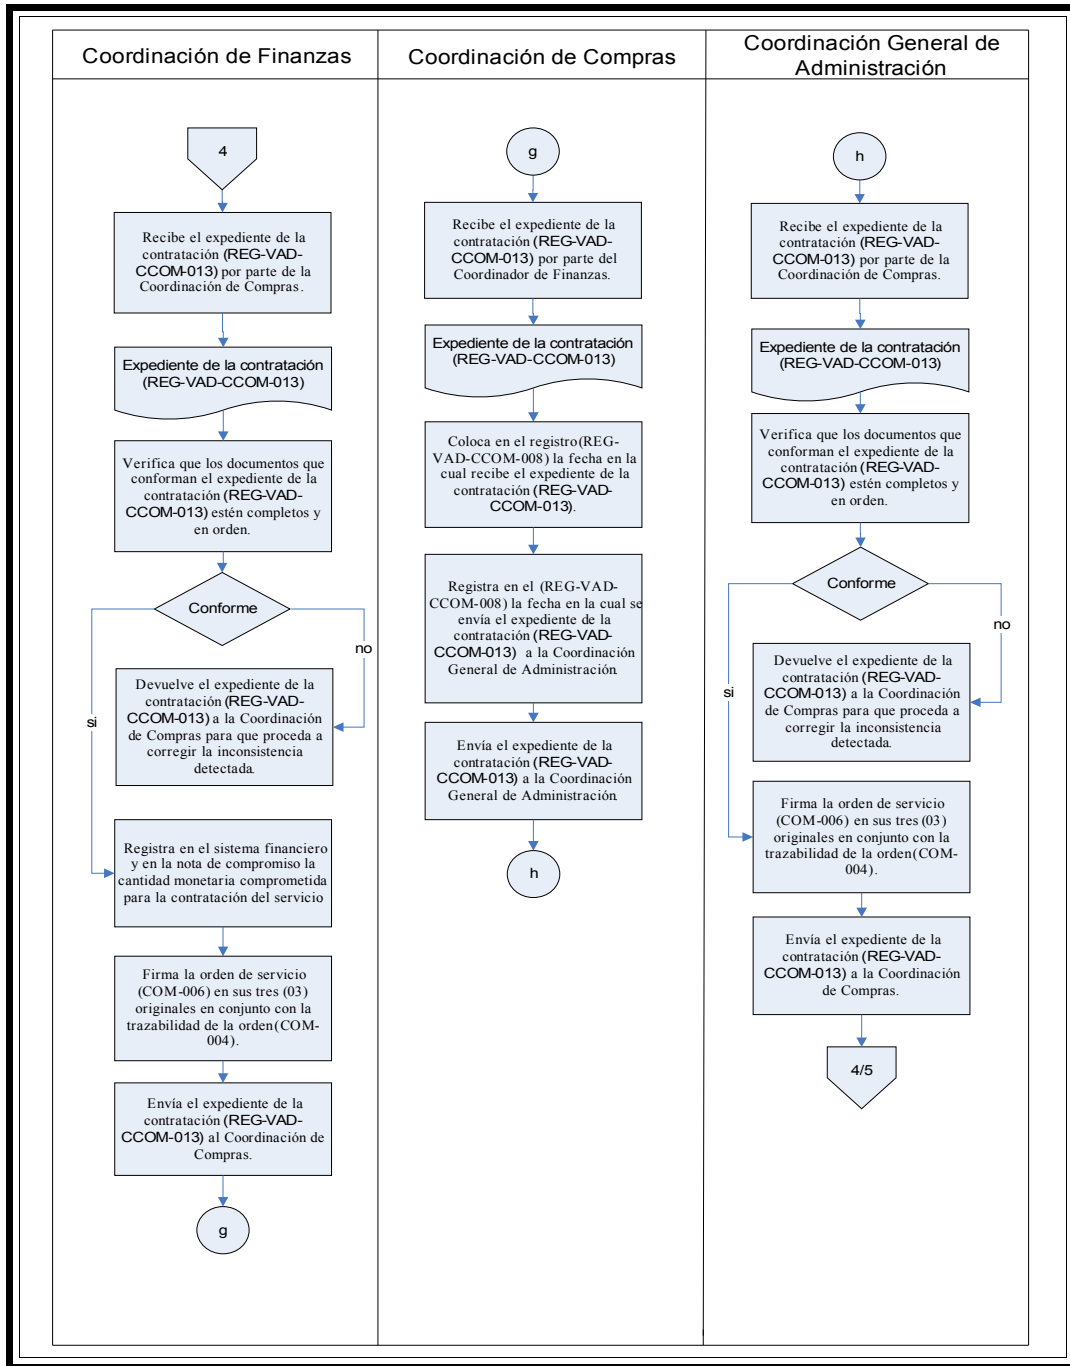 Coordinación de Finanzas
4
Recibe el expediente de la
contratación (REG-VAD-
CCOM-013) por parte de la
Coordinación de Compras.
Expediente de la contratación
(REG-VAD-CCOM-013)
Verifica que los documentos que
conforman el expediente de la
contratación (REG-VAD-
CCOM-013) estén completos y
en orden.
Conforme
no
si
Devuelve el expediente de la
contratación (REG-VAD-
CCOM-013) a la Coordinación
de Compras para que proceda a
corregir la inconsistencia
detectada.
Registra en el sistema financiero
y en la nota de compromiso la
cantidad monetaria comprometida
para la contratación del servicio
Firma la orden de servicio
(COM-006) en sus tres (03)
originales en conjunto con la
trazabilidad de la orden (COM-
004).
Envía el expediente de la
contratación (REG-VAD-
CCOM-013) al Coordinación de
Compras.
g
Coordinación de Compras
g
Recibe el expediente de la
contratación (REG-VAD-
CCOM-013) por parte del
Coordinador de Finanzas.
Expediente de la contratación
(REG-VAD-CCOM-013)
Coloca en el registro (REG-
VAD-CCOM-008) la fecha en la
cual recibe el expediente de la
contratación (REG-VAD-
CCOM-013).
Registra en el (REG-VAD-
CCOM-008) la fecha en la cual se
envía el expediente de la
contratación (REG-VAD-
CCOM-013) a la Coordinación
General de Administración.
Envía el expediente de la
contratación (REG-VAD-
CCOM-013) a la Coordinación
General de Administración.
h
Coordinación General de
Administración
h
Recibe el expediente de la
contratación (REG-VAD-
CCOM-013) por parte de la
Coordinación de Compras.
Expediente de la contratación
(REG-VAD-CCOM-013)
Verifica que los documentos que
conforman el expediente de la
contratación (REG-VAD-
CCOM-013) estén completos y
en orden.
Conforme
no
si
Devuelve el expediente de la
contratación (REG-VAD-
CCOM-013) a la Coordinación
de Compras para que proceda a
corregir la inconsistencia
detectada.
Firma la orden de servicio
(COM-006) en sus tres (03)
originales en conjunto con la
trazabilidad de la orden (COM-
004).
Envía el expediente de la
contratación (REG-VAD-
CCOM-013) a la Coordinación
de Compras.
4/5